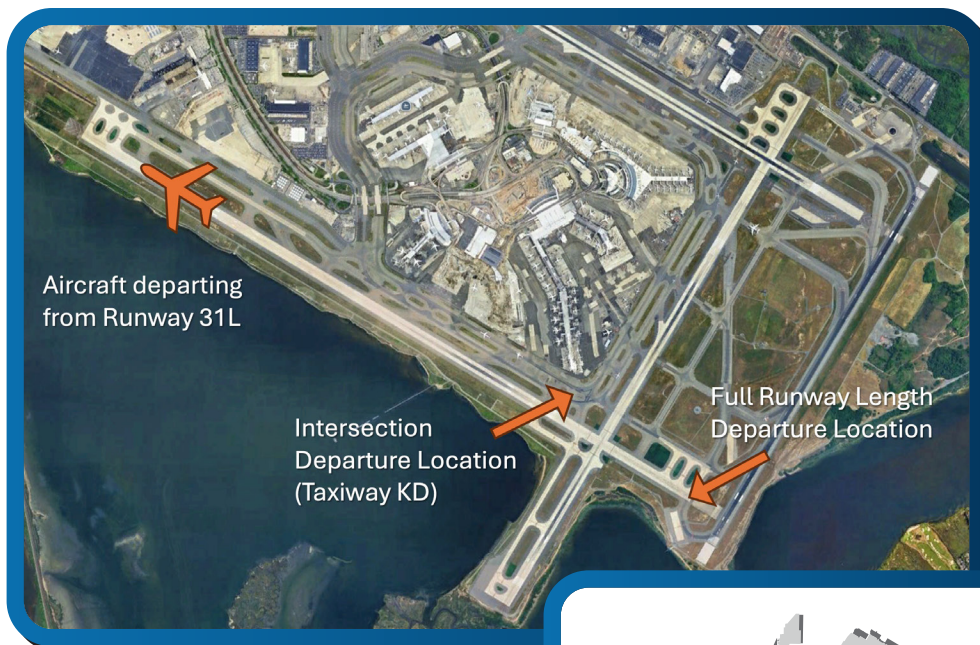 Aircraft departing
from Runway 31L
Full Runway Length
Departure Location
Intersection
Departure Location
(Taxiway KD)